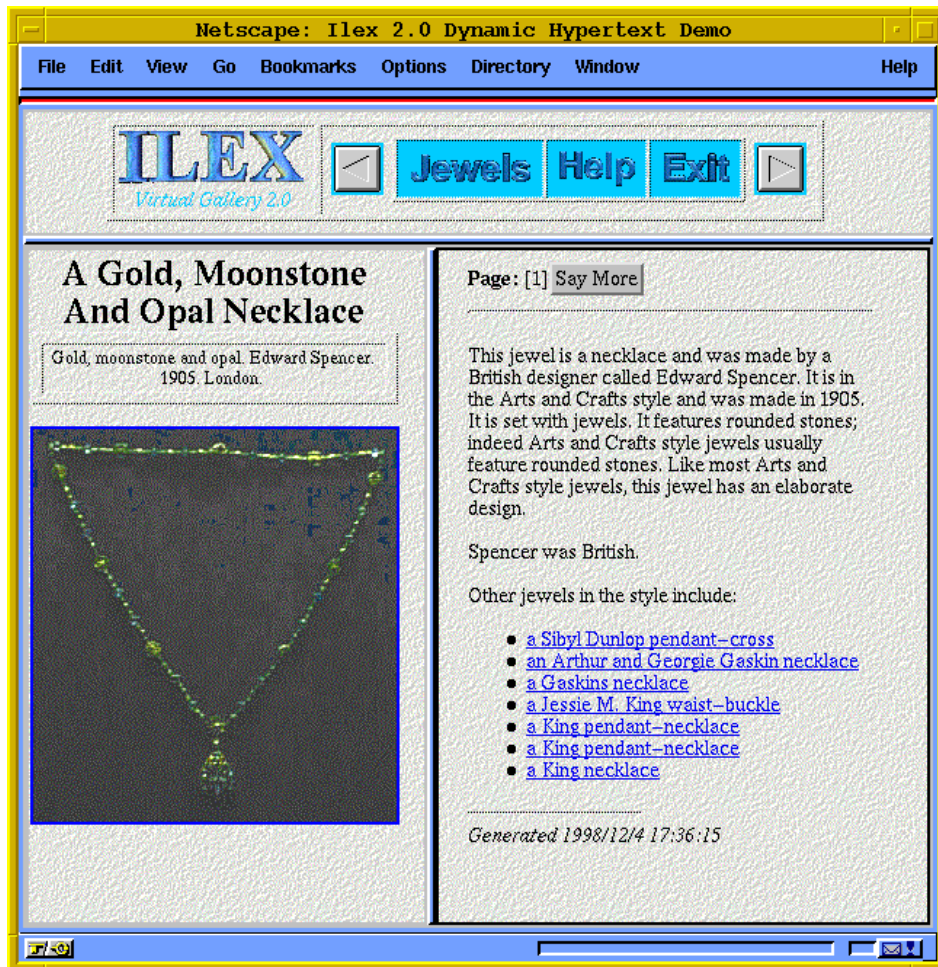 Netscape: Ilex 2.0 Dynamic Hypertext Demo
File Edit View Go Bookmarks Options Directory Window Help
ILEX
Virtual Gallery 2.0
Jewels Help Exit
A Gold, Moonstone
And Opal Necklace
Gold, moonstone and opal. Edward Spencer.
1905. London.
Page: [1] Say More
This jewel is a necklace and was made by a
British designer called Edward Spencer. It is in
the Arts and Crafts style and was made in 1905.
It is set with jewels. It features rounded stones;
indeed Arts and Crafts style jewels usually
feature rounded stones. Like most Arts and
Crafts style jewels, this jewel has an elaborate
design.
Spencer was British.
Other jewels in the style include:
a Sibyl Dunlop pendant-cross
an Arthur and Georgie Gaskin necklace
a Gaskins necklace
a Jessie M. King waist-buckle
a King pendant-necklace
a King pendant-necklace
a King necklace
Generated 1998/12/4 17:36:15